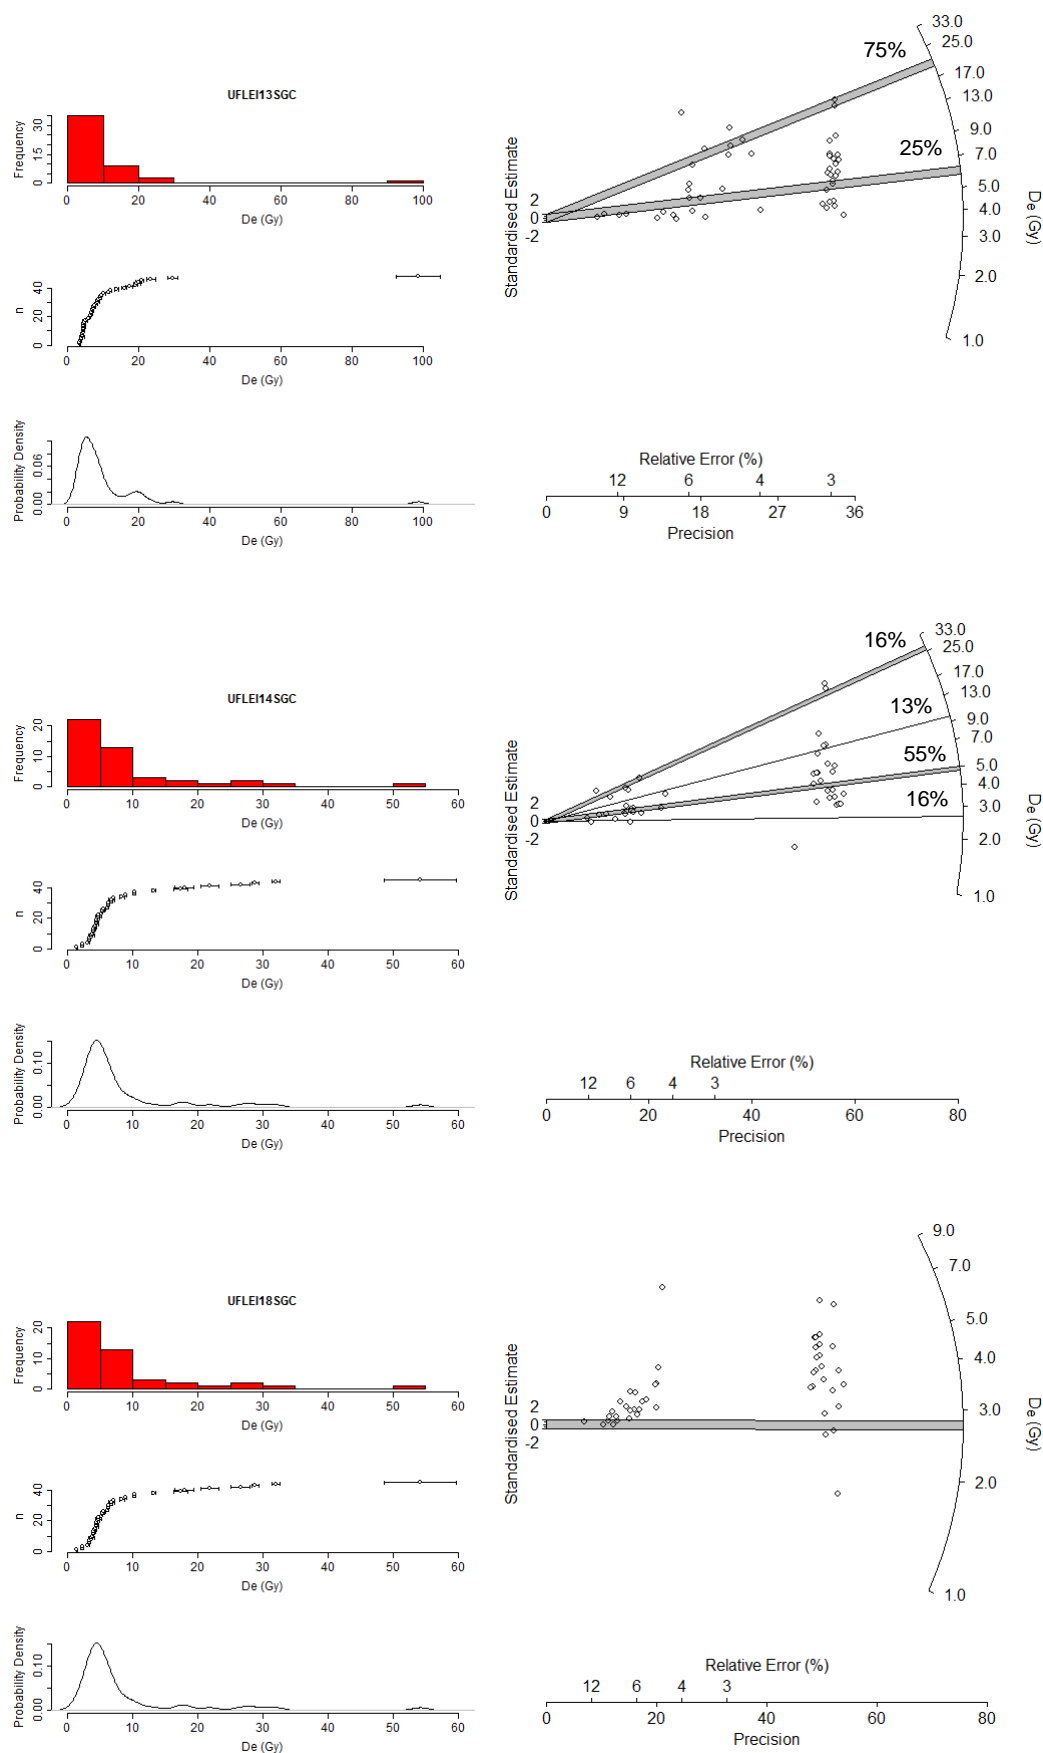 UFLEI13SGC
Frequency
0 15 30
0 20 40 60 80 100
n
0 20 40
0 20 40 60 80 100
De (Gy)
Probability Density
0.00 0.06
0 20 40 60 80 100
De (Gy)
75%
25%
33.0
25.0
17.0
13.0
9.0
7.0
5.0
4.0
3.0
2.0
1.0
De (Gy)
Standardised Estimate
2
0
-2
Relative Error (%)
12 6 4 3
0 9 18 27 36
Precision
UFLEI14SGC
Frequency
0 10 20
0 10 20 30 40 50 60
De (Gy)
n
0 20 40
0 10 20 30 40 50 60
De (Gy)
Probability Density
0.00 0.10
0 10 20 30 40 50 60
De (Gy)
16%
13%
55%
16%
33.0
25.0
17.0
13.0
9.0
7.0
5.0
4.0
3.0
2.0
1.0
De (Gy)
Standardised Estimate
2
0
-2
Relative Error (%)
12 6 4 3
0 20 40 60 80
Precision
UFLEI18SGC
Frequency
0 10 20
0 10 20 30 40 50 60
De (Gy)
n
0 20 40
0 10 20 30 40 50 60
De (Gy)
Probability Density
0.00 0.10
0 10 20 30 40 50 60
De (Gy)
9.0
7.0
5.0
4.0
3.0
2.0
1.0
De (Gy)
Standardised Estimate
2
0
-2
Relative Error (%)
12 6 4 3
0 20 40 60 80
Precision